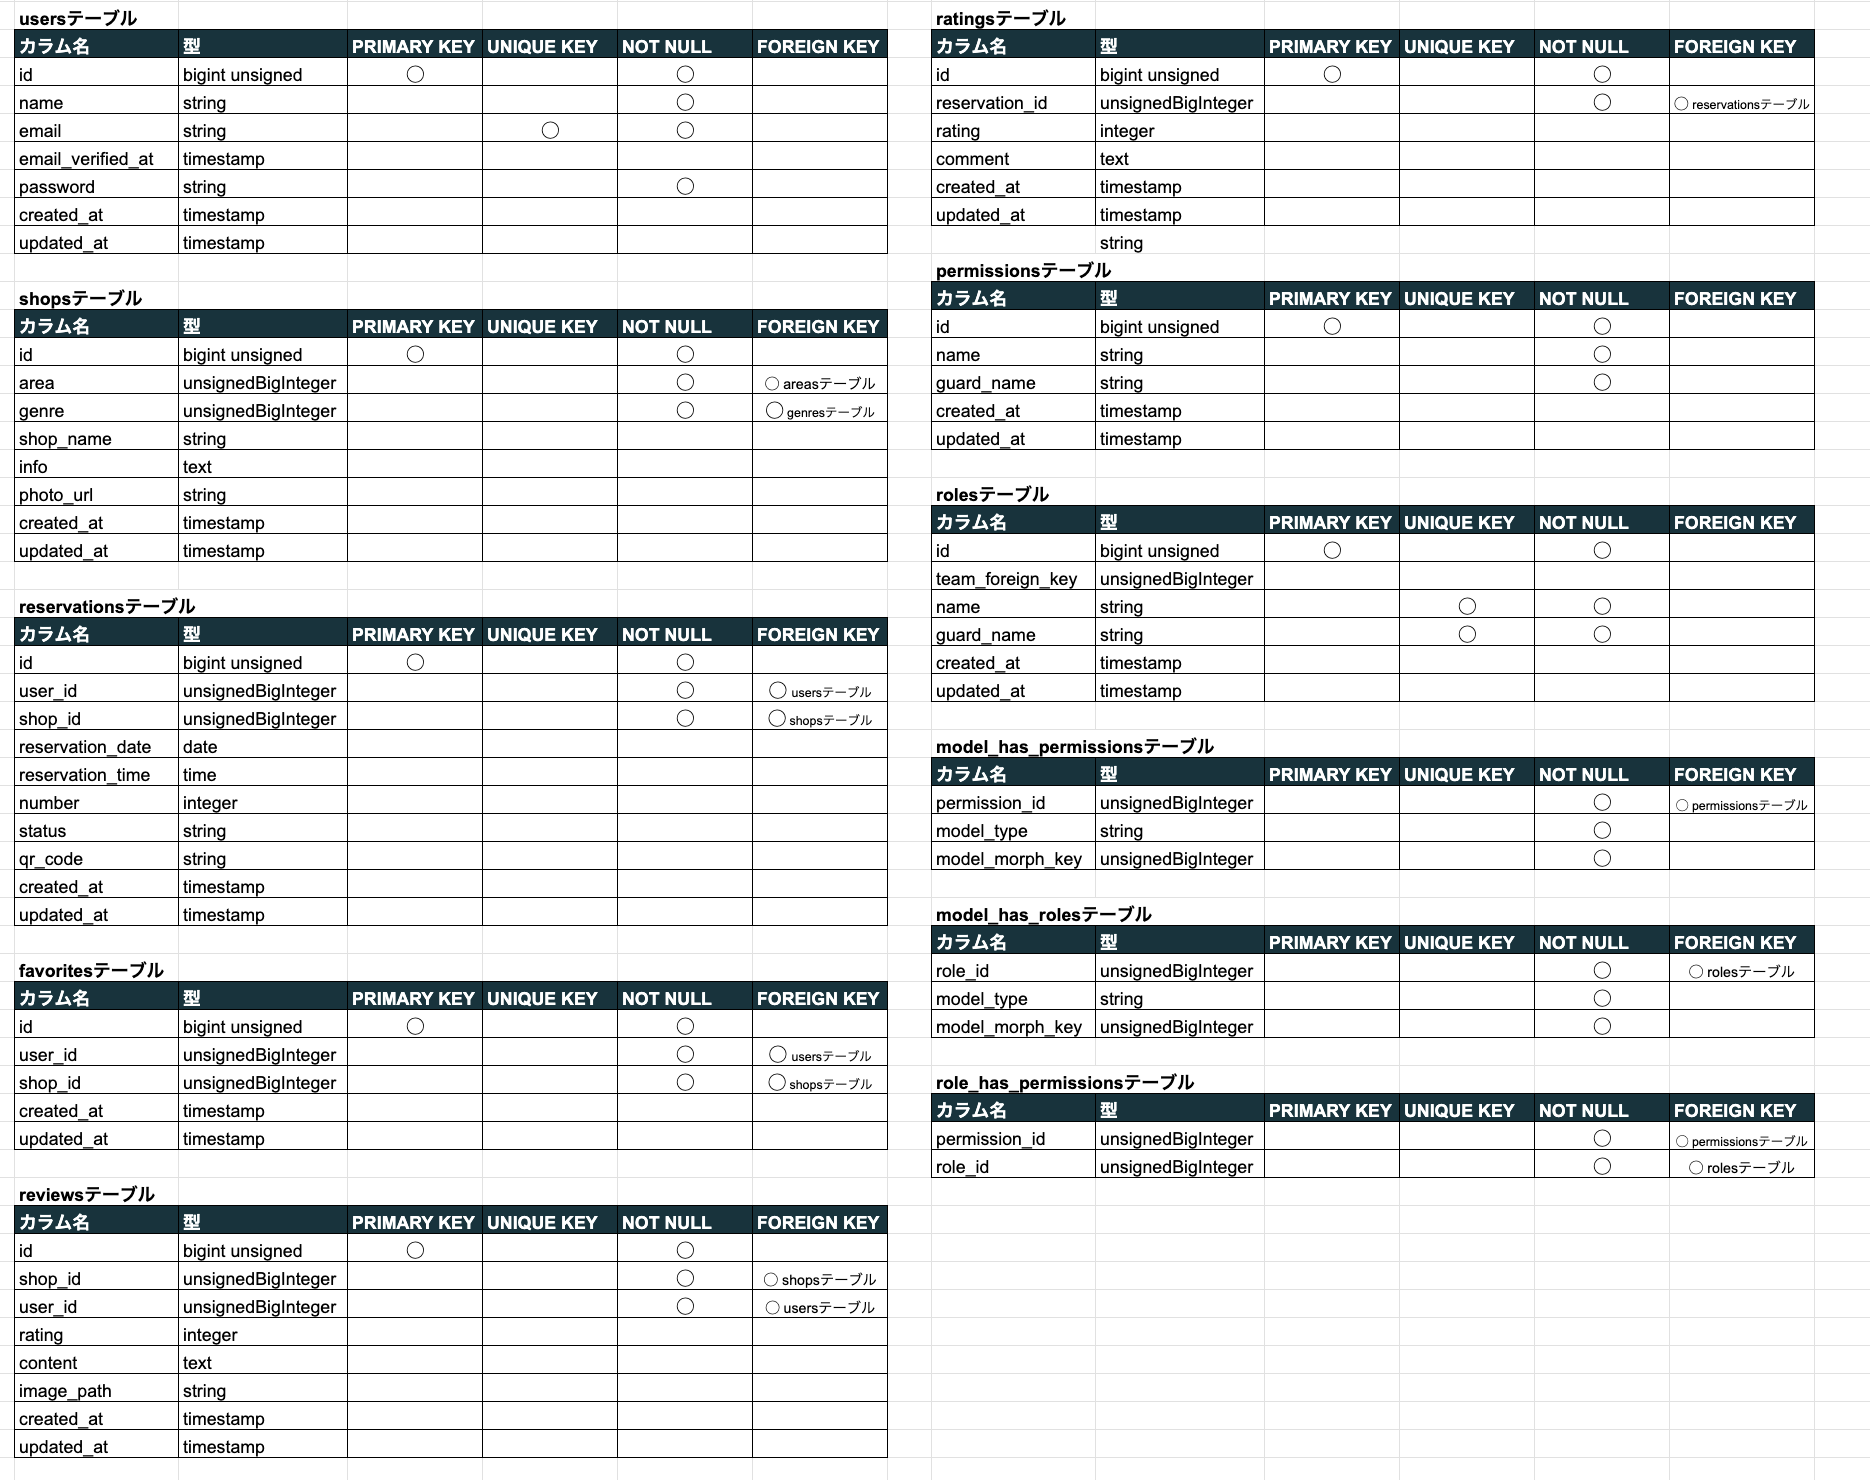 usersテーブル
カラム名 型 PRIMARY KEY UNIQUE KEY NOT NULL FOREIGN KEY
id bigint unsigned ○ ○
name string ○
email string ○ ○
email_verified_at timestamp
password string ○
created_at timestamp
updated_at timestamp
shopsテーブル
カラム名 型 PRIMARY KEY UNIQUE KEY NOT NULL FOREIGN KEY
id bigint unsigned ○ ○
area unsignedBigInteger ○ ○ areasテーブル
genre unsignedBigInteger ○ ○ genresテーブル
shop_name string
info text
photo_url string
created_at timestamp
updated_at timestamp
reservationsテーブル
カラム名 型 PRIMARY KEY UNIQUE KEY NOT NULL FOREIGN KEY
id bigint unsigned ○ ○
user_id unsignedBigInteger ○ ○ usersテーブル
shop_id unsignedBigInteger ○ ○ shopsテーブル
reservation_date date
reservation_time time
number integer
status string
qr_code string
created_at timestamp
updated_at timestamp
favoritesテーブル
カラム名 型 PRIMARY KEY UNIQUE KEY NOT NULL FOREIGN KEY
id bigint unsigned ○ ○
user_id unsignedBigInteger ○ ○ usersテーブル
shop_id unsignedBigInteger ○ ○ shopsテーブル
created_at timestamp
updated_at timestamp
reviewsテーブル
カラム名 型 PRIMARY KEY UNIQUE KEY NOT NULL FOREIGN KEY
id bigint unsigned ○ ○
shop_id unsignedBigInteger ○ ○ shopsテーブル
user_id unsignedBigInteger ○ ○ usersテーブル
rating integer
content text
image_path string
created_at timestamp
updated_at timestamp
ratingsテーブル
カラム名 型 PRIMARY KEY UNIQUE KEY NOT NULL FOREIGN KEY
id bigint unsigned ○ ○
reservation_id unsignedBigInteger ○ ○ reservationsテーブル
rating integer
comment text
created_at timestamp
updated_at timestamp
string
permissionsテーブル
カラム名 型 PRIMARY KEY UNIQUE KEY NOT NULL FOREIGN KEY
id bigint unsigned ○ ○
name string ○
guard_name string ○
created_at timestamp
updated_at timestamp
rolesテーブル
カラム名 型 PRIMARY KEY UNIQUE KEY NOT NULL FOREIGN KEY
id bigint unsigned ○ ○
team_foreign_key unsignedBigInteger
name string ○ ○
guard_name string ○ ○
created_at timestamp
updated_at timestamp
model_has_permissionsテーブル
カラム名 型 PRIMARY KEY UNIQUE KEY NOT NULL FOREIGN KEY
permission_id unsignedBigInteger ○ ○ permissionsテーブル
model_type string ○
model_morph_key unsignedBigInteger ○
model_has_rolesテーブル
カラム名 型 PRIMARY KEY UNIQUE KEY NOT NULL FOREIGN KEY
role_id unsignedBigInteger ○ ○ rolesテーブル
model_type string ○
model_morph_key unsignedBigInteger ○
role_has_permissionsテーブル
カラム名 型 PRIMARY KEY UNIQUE KEY NOT NULL FOREIGN KEY
permission_id unsignedBigInteger ○ ○ permissionsテーブル
role_id unsignedBigInteger ○ ○ rolesテーブル